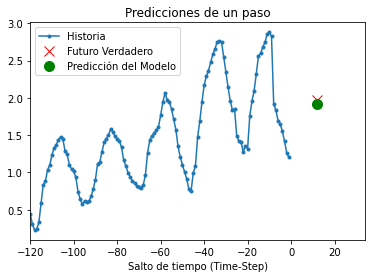 Predicciones de un paso
Historia
Futuro Verdadero
Predicción del Modelo
3.0
2.5
2.0
1.5
1.0
0.5
−120 −100 −80 −60 −40 −20 0 20
Salto de tiempo (Time-Step)